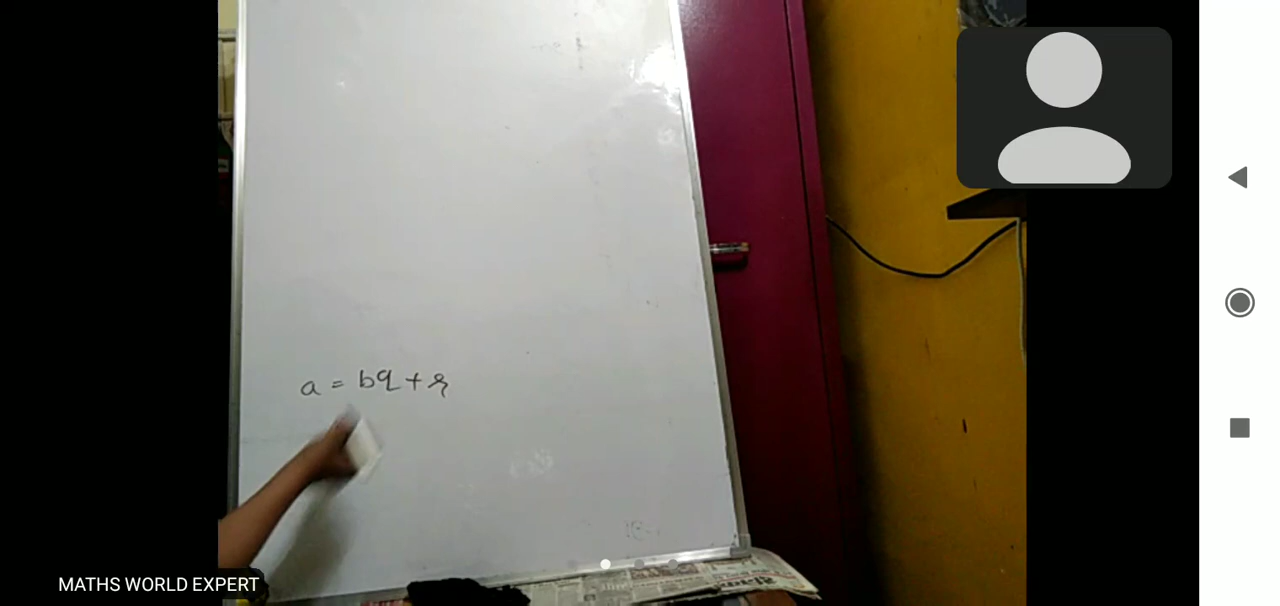 a = bq + r
MATHS WORLD EXPERT